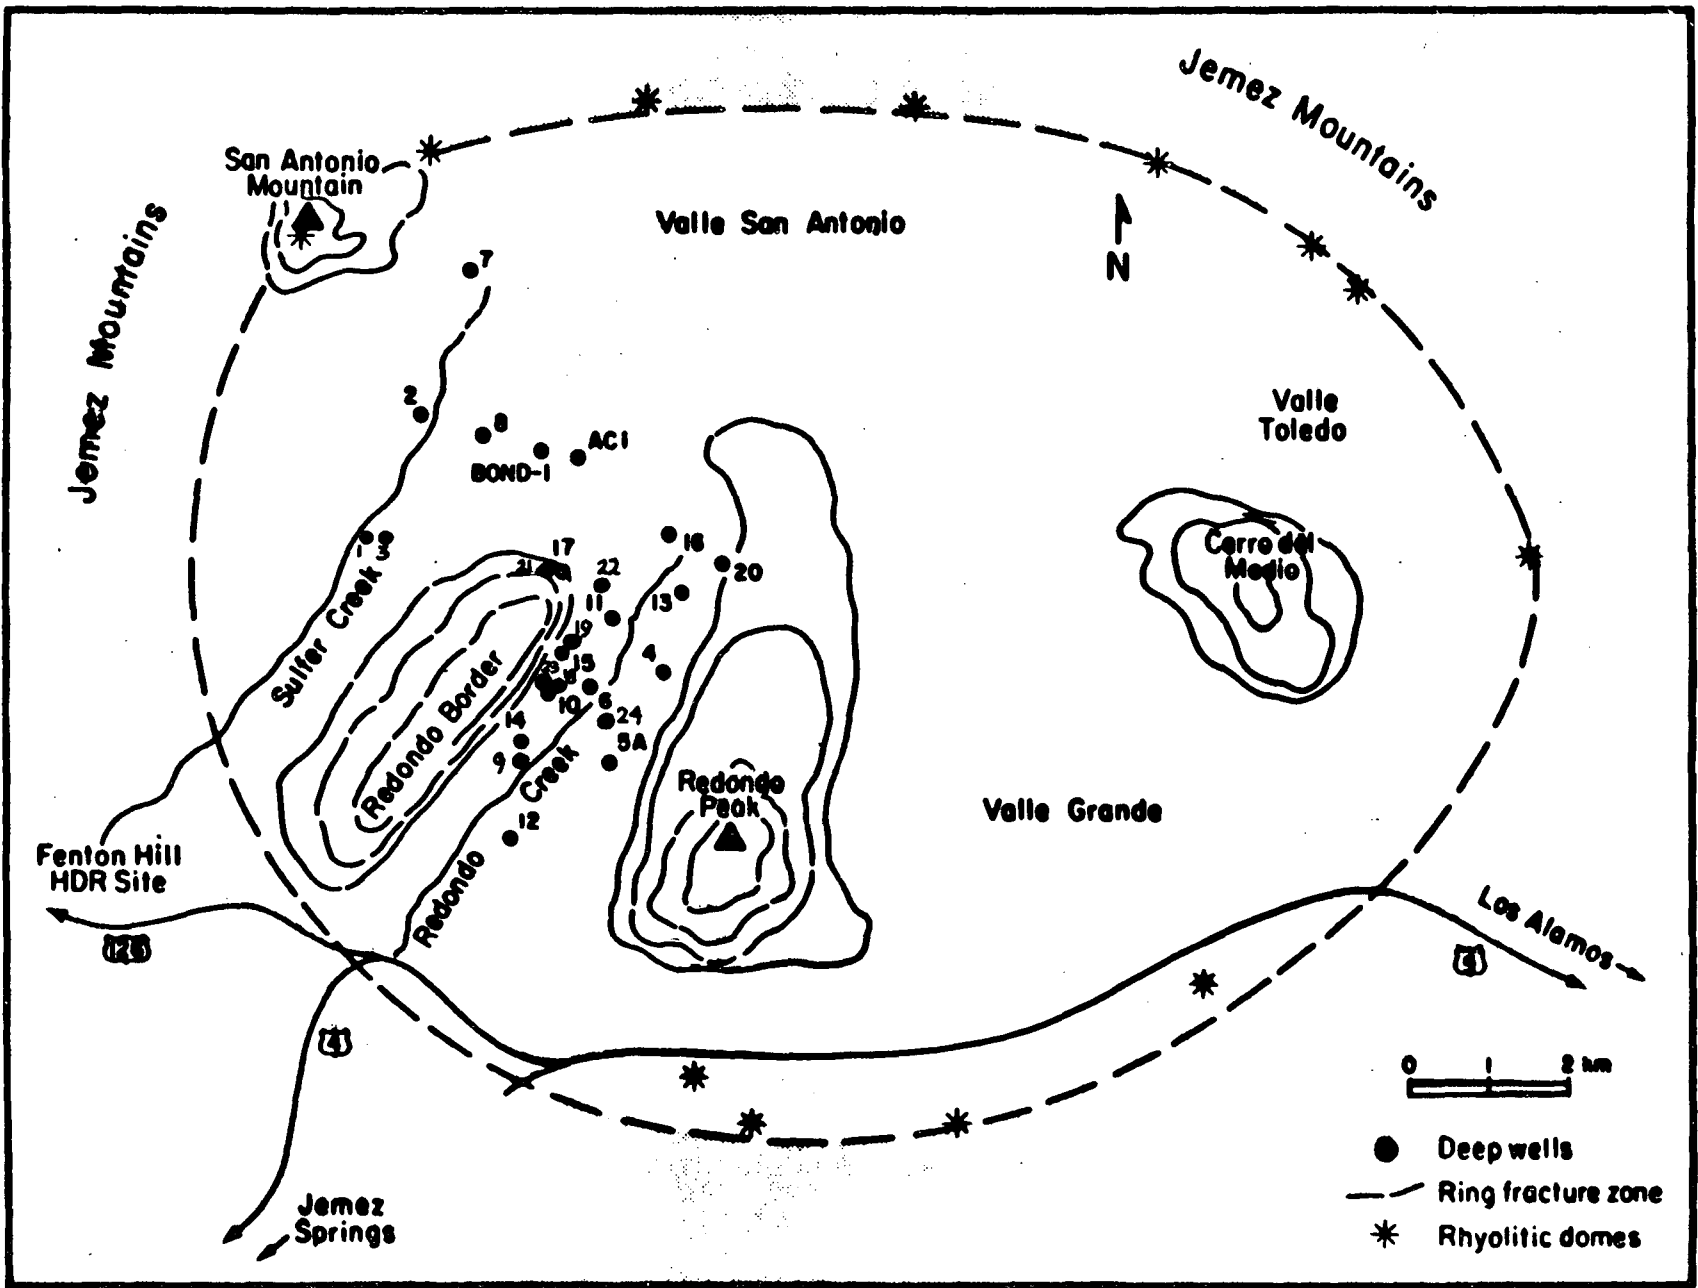 Jemez Mountains
San Antonio
Mountain
Valle San Antonio
N
Jemez Mountains
7
2
8
AC1
BOND-1
Valle
Toledo
1
3
17
21
22
16
20
Cerro del
Medio
11
13
19
15
4
Sulfer Creek
Redondo Border
10
6
24
14
5A
9
Redondo
Peak
Valle Grande
12
Redondo Creek
Fenton Hill
HDR Site
126
Los Alamos
4
4
0 1 2 km
Deep wells
Ring fracture zone
Rhyolitic domes
Jemez
Springs